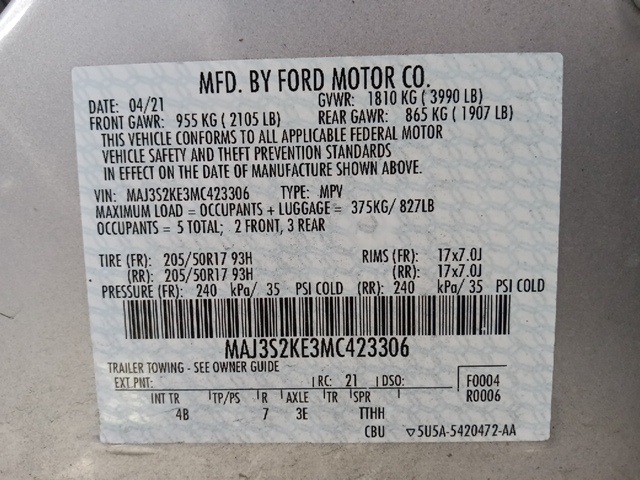 MFD. BY FORD MOTOR CO.
DATE: 04/21 GVWR: 1810 KG ( 3990 LB)
FRONT GAWR: 955 KG ( 2105 LB) REAR GAWR: 865 KG ( 1907 LB)
THIS VEHICLE CONFORMS TO ALL APPLICABLE FEDERAL MOTOR
VEHICLE SAFETY AND THEFT PREVENTION STANDARDS
IN EFFECT ON THE DATE OF MANUFACTURE SHOWN ABOVE.
VIN: MAJ3S2KE3MC423306 TYPE: MPV
MAXIMUM LOAD = OCCUPANTS + LUGGAGE = 375KG/ 827LB
OCCUPANTS = 5 TOTAL; 2 FRONT, 3 REAR
TIRE (FR): 205/50R17 93H RIMS (FR): 17x7.0J
(RR): 205/50R17 93H (RR): 17x7.0J
PRESSURE (FR): 240 kPa/ 35 PSI COLD (RR): 240 kPa/ 35 PSI COLD
MAJ3S2KE3MC423306
TRAILER TOWING - SEE OWNER GUIDE
EXT PNT: RC: 21 DSO: F0004
R0006
INT TR TP/PS R AXLE TR SPR
4B 7 3E TTHH
CBU ▽5U5A-5420472-AA